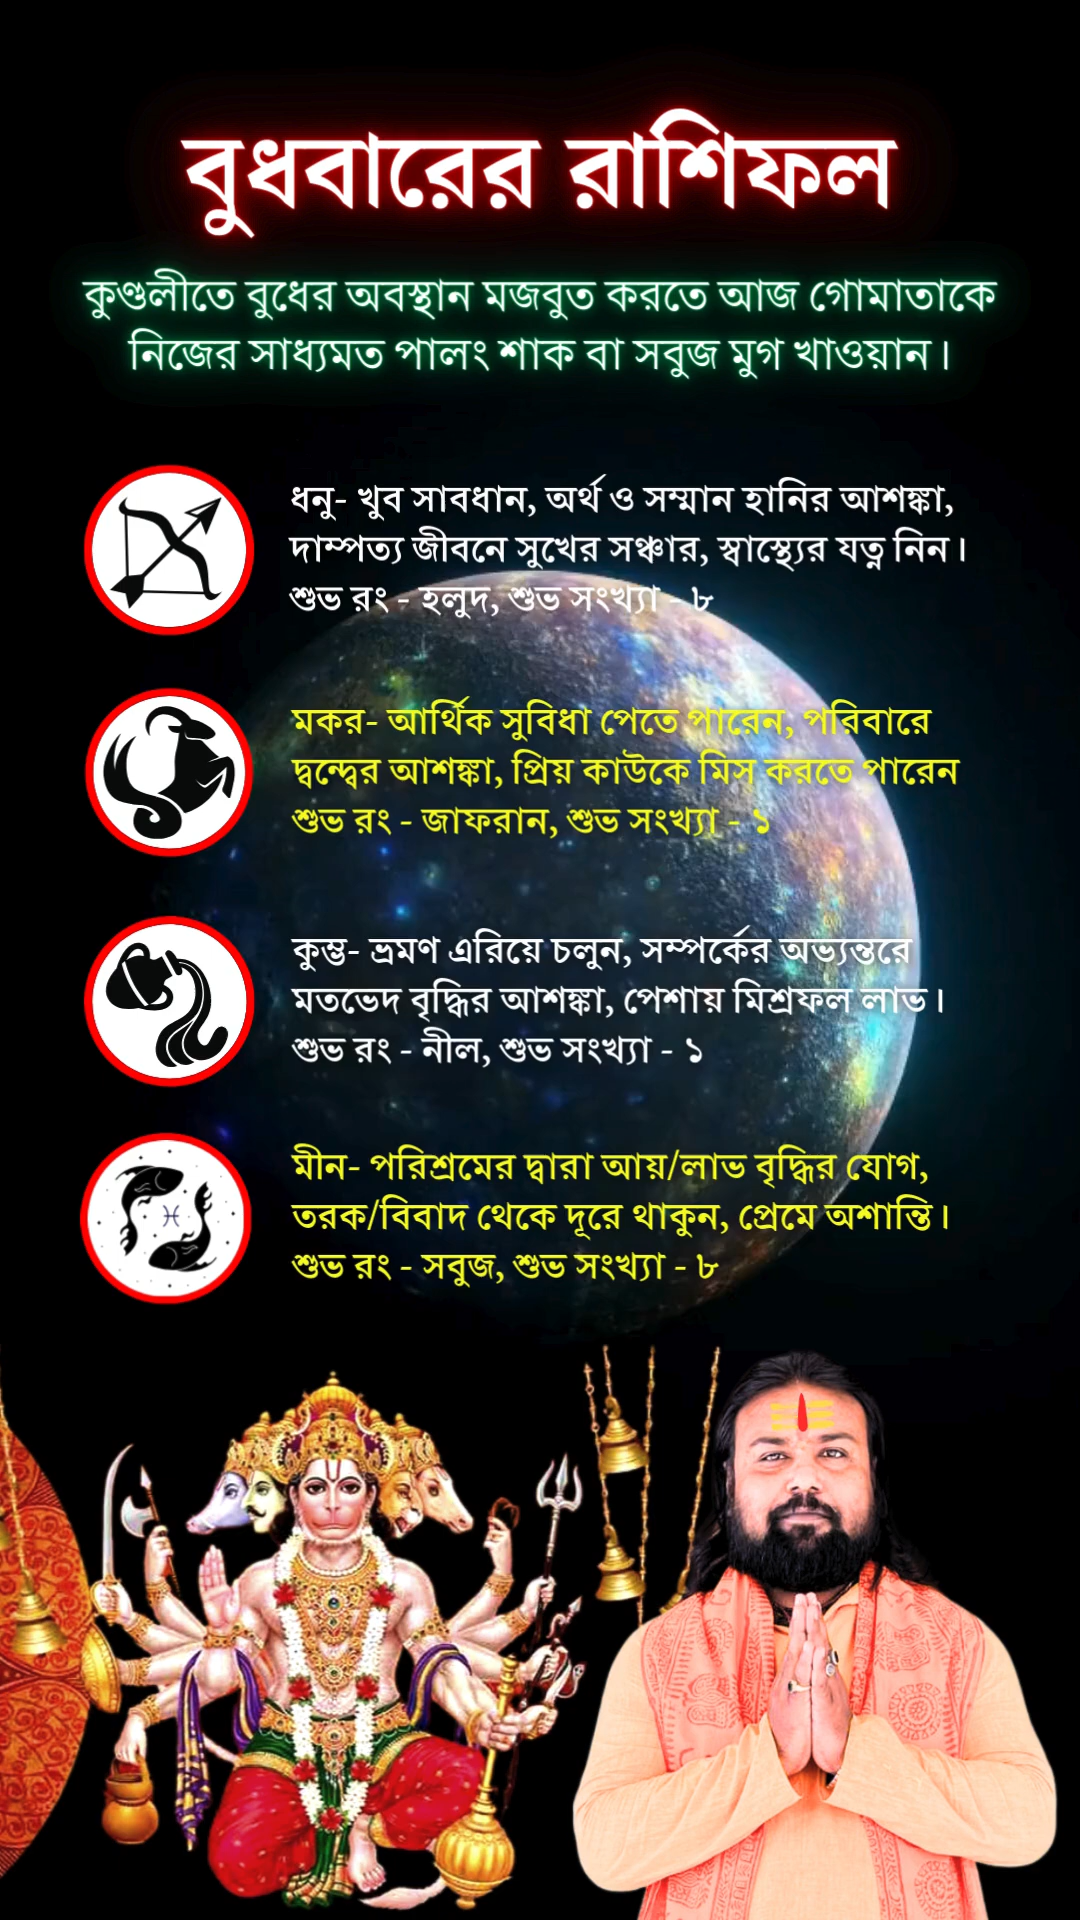 বুধবারের রাশিফল
কুণ্ডলীতে বুধের অবস্থান মজবুত করতে আজ গোমাতাকে
নিজের সাধ্যমত পালং শাক বা সবুজ মুগ খাওয়ান।
ধনু- খুব সাবধান, অর্থ ও সম্মান হানির আশঙ্কা,
দাম্পত্য জীবনে সুখের সঞ্চার, স্বাস্থ্যের যত্ন নিন।
শুভ রং - হলুদ, শুভ সংখ্যা - ৮
মকর- আর্থিক সুবিধা পেতে পারেন, পরিবারে
দ্বন্দ্বের আশঙ্কা, প্রিয় কাউকে মিস্ করতে পারেন
শুভ রং - জাফরান, শুভ সংখ্যা - ১
কুম্ভ- ভ্রমণ এরিয়ে চলুন, সম্পর্কের অভ্যন্তরে
মতভেদ বৃদ্ধির আশঙ্কা, পেশায় মিশ্রফল লাভ।
শুভ রং - নীল, শুভ সংখ্যা - ১
মীন- পরিশ্রমের দ্বারা আয়/লাভ বৃদ্ধির যোগ,
তরক/বিবাদ থেকে দূরে থাকুন, প্রেমে অশান্তি।
শুভ রং - সবুজ, শুভ সংখ্যা - ৮